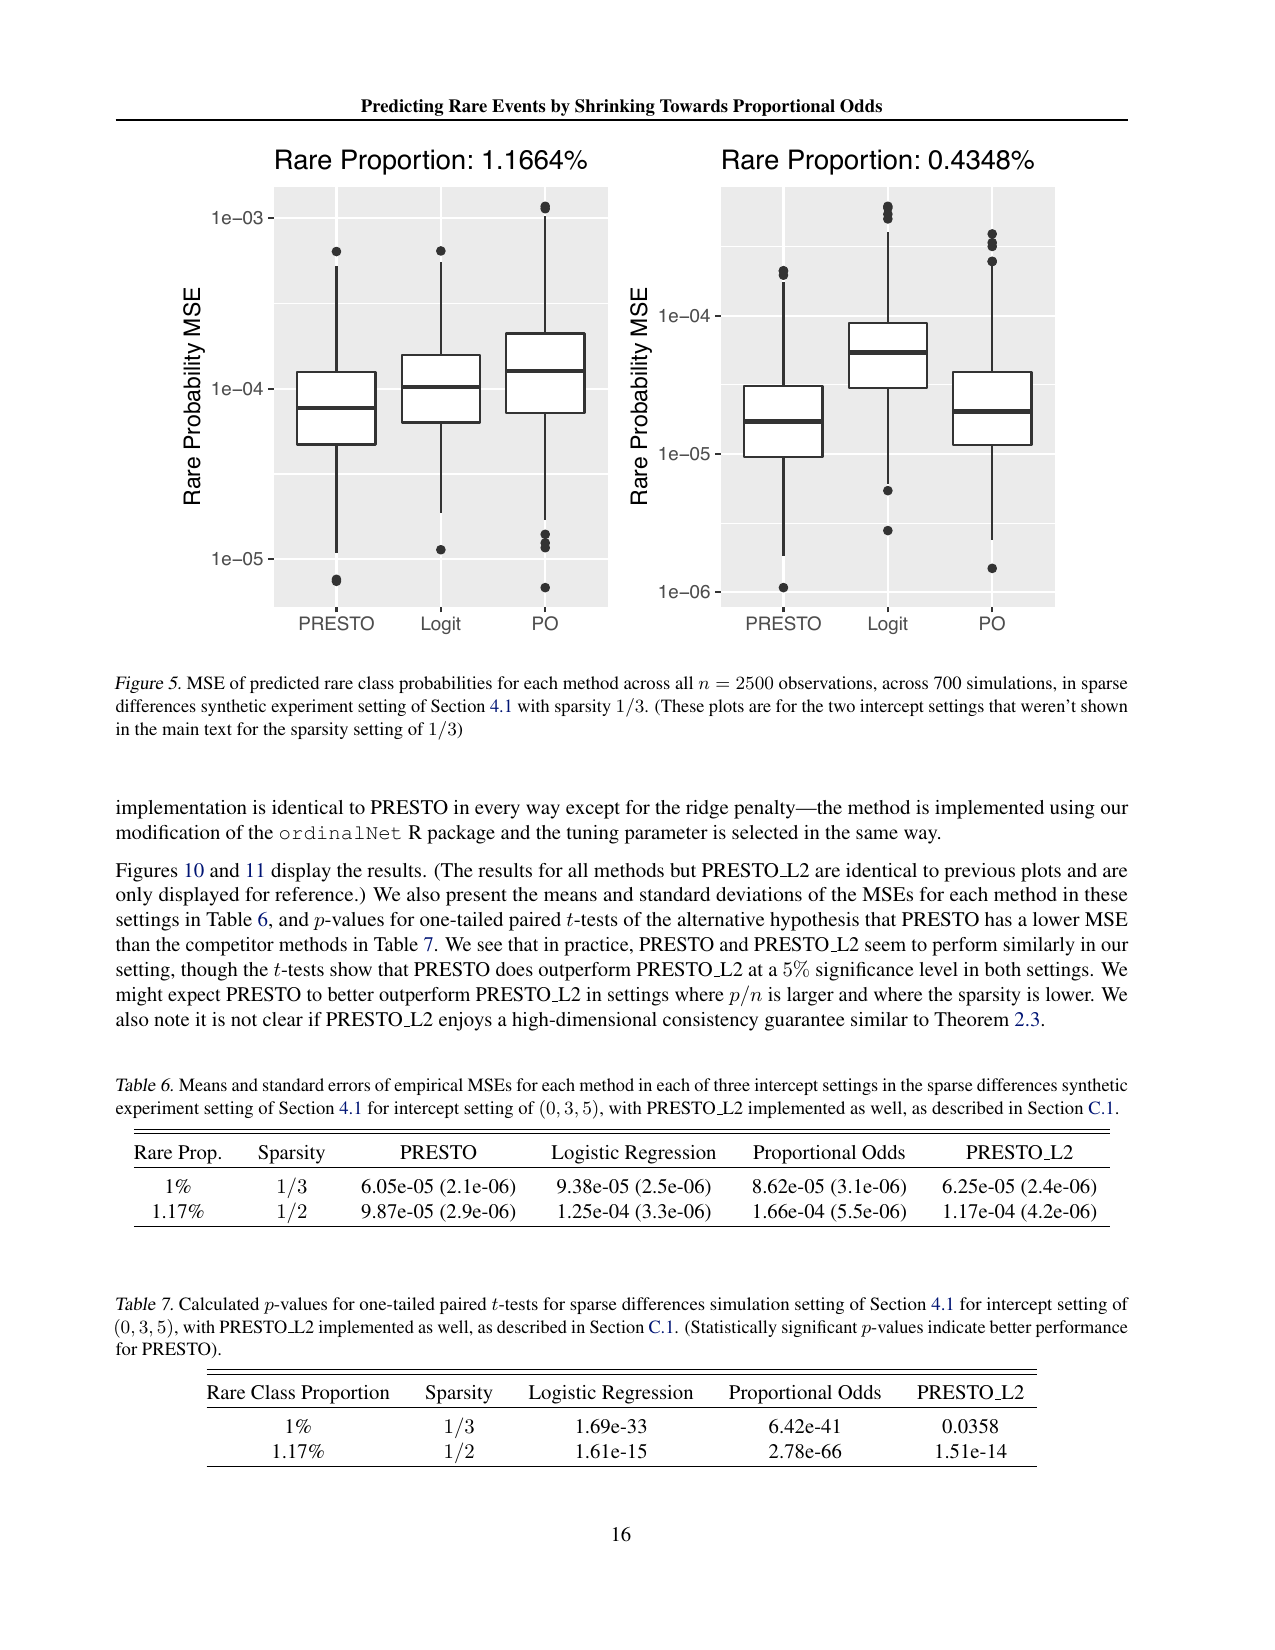 Predicting Rare Events by Shrinking Towards Proportional Odds
Rare Proportion: 1.1664%
Rare Probability MSE
1e−03
1e−04
1e−05
PRESTO Logit PO
Rare Proportion: 0.4348%
Rare Probability MSE
1e−04
1e−05
1e−06
PRESTO Logit PO
Figure 5. MSE of predicted rare class probabilities for each method across all n = 2500 observations, across 700 simulations, in sparse
differences synthetic experiment setting of Section 4.1 with sparsity 1/3. (These plots are for the two intercept settings that weren't shown
in the main text for the sparsity setting of 1/3)
implementation is identical to PRESTO in every way except for the ridge penalty—the method is implemented using our
modification of the ordinalNet R package and the tuning parameter is selected in the same way.
Figures 10 and 11 display the results. (The results for all methods but PRESTO_L2 are identical to previous plots and are
only displayed for reference.) We also present the means and standard deviations of the MSEs for each method in these
settings in Table 6, and p-values for one-tailed paired t-tests of the alternative hypothesis that PRESTO has a lower MSE
than the competitor methods in Table 7. We see that in practice, PRESTO and PRESTO_L2 seem to perform similarly in our
setting, though the t-tests show that PRESTO does outperform PRESTO_L2 at a 5% significance level in both settings. We
might expect PRESTO to better outperform PRESTO_L2 in settings where p/n is larger and where the sparsity is lower. We
also note it is not clear if PRESTO_L2 enjoys a high-dimensional consistency guarantee similar to Theorem 2.3.
Table 6. Means and standard errors of empirical MSEs for each method in each of three intercept settings in the sparse differences synthetic
experiment setting of Section 4.1 for intercept setting of (0, 3, 5), with PRESTO_L2 implemented as well, as described in Section C.1.
Rare Prop. Sparsity PRESTO Logistic Regression Proportional Odds PRESTO_L2
1% 1/3 6.05e-05 (2.1e-06) 9.38e-05 (2.5e-06) 8.62e-05 (3.1e-06) 6.25e-05 (2.4e-06)
1.17% 1/2 9.87e-05 (2.9e-06) 1.25e-04 (3.3e-06) 1.66e-04 (5.5e-06) 1.17e-04 (4.2e-06)
Table 7. Calculated p-values for one-tailed paired t-tests for sparse differences simulation setting of Section 4.1 for intercept setting of
(0, 3, 5), with PRESTO_L2 implemented as well, as described in Section C.1. (Statistically significant p-values indicate better performance
for PRESTO).
Rare Class Proportion Sparsity Logistic Regression Proportional Odds PRESTO_L2
1% 1/3 1.69e-33 6.42e-41 0.0358
1.17% 1/2 1.61e-15 2.78e-66 1.51e-14
16